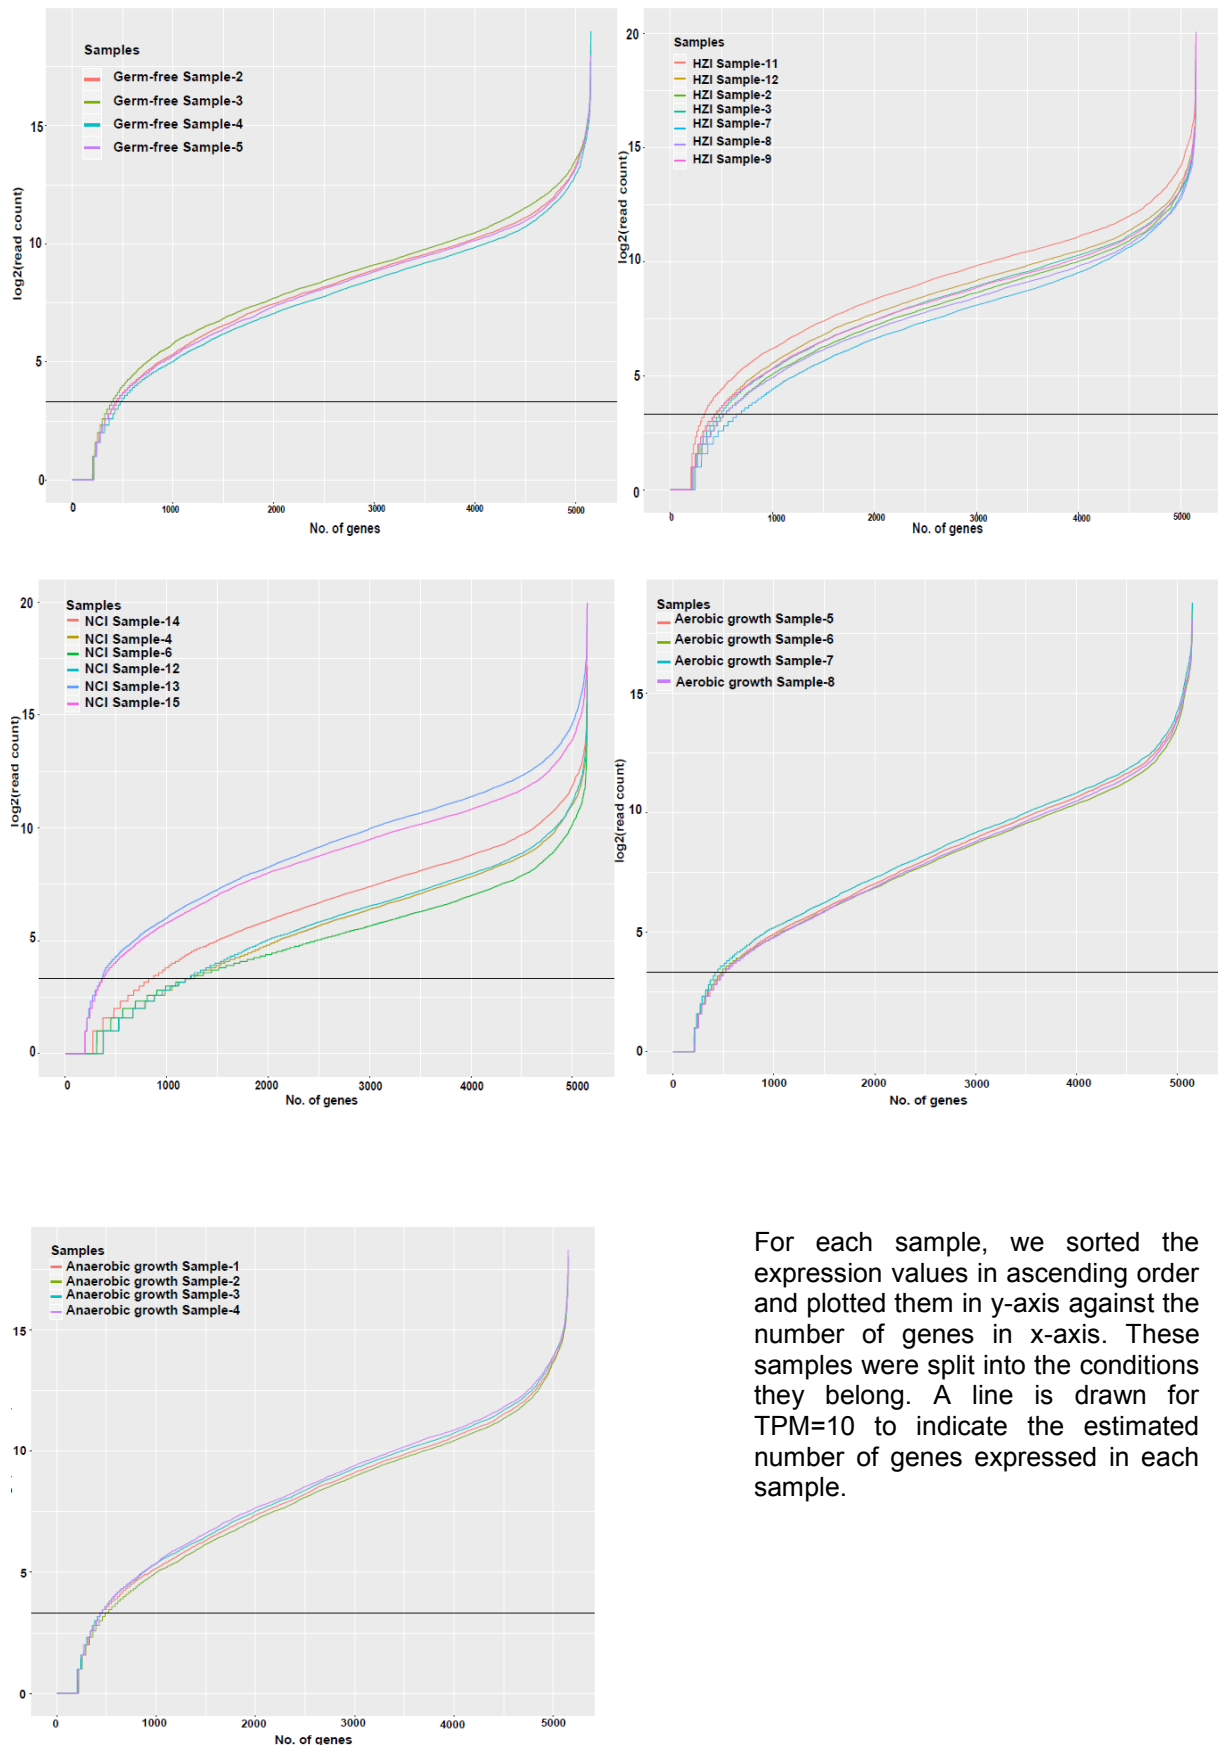 Samples
Germ-free Sample-2
Germ-free Sample-3
Germ-free Sample-4
Germ-free Sample-5
log2(read count)
15
10
5
0
0 1000 2000 3000 4000 5000
No. of genes
Samples
HZI Sample-11
HZI Sample-12
HZI Sample-2
HZI Sample-3
HZI Sample-7
HZI Sample-8
HZI Sample-9
log2(read count)
20
15
10
5
0
0 1000 2000 3000 4000 5000
No. of genes
Samples
NCI Sample-14
NCI Sample-4
NCI Sample-6
NCI Sample-12
NCI Sample-13
NCI Sample-15
log2(read count)
20
15
10
5
0
0 1000 2000 3000 4000 5000
No. of genes
Samples
Aerobic growth Sample-5
Aerobic growth Sample-6
Aerobic growth Sample-7
Aerobic growth Sample-8
log2(read count)
15
10
5
0
0 1000 2000 3000 4000 5000
No. of genes
Samples
Anaerobic growth Sample-1
Anaerobic growth Sample-2
Anaerobic growth Sample-3
Anaerobic growth Sample-4
15
10
5
0
0 1000 2000 3000 4000 5000
No. of genes
For each sample, we sorted the
expression values in ascending order
and plotted them in y-axis against the
number of genes in x-axis. These
samples were split into the conditions
they belong. A line is drawn for
TPM=10 to indicate the estimated
number of genes expressed in each
sample.